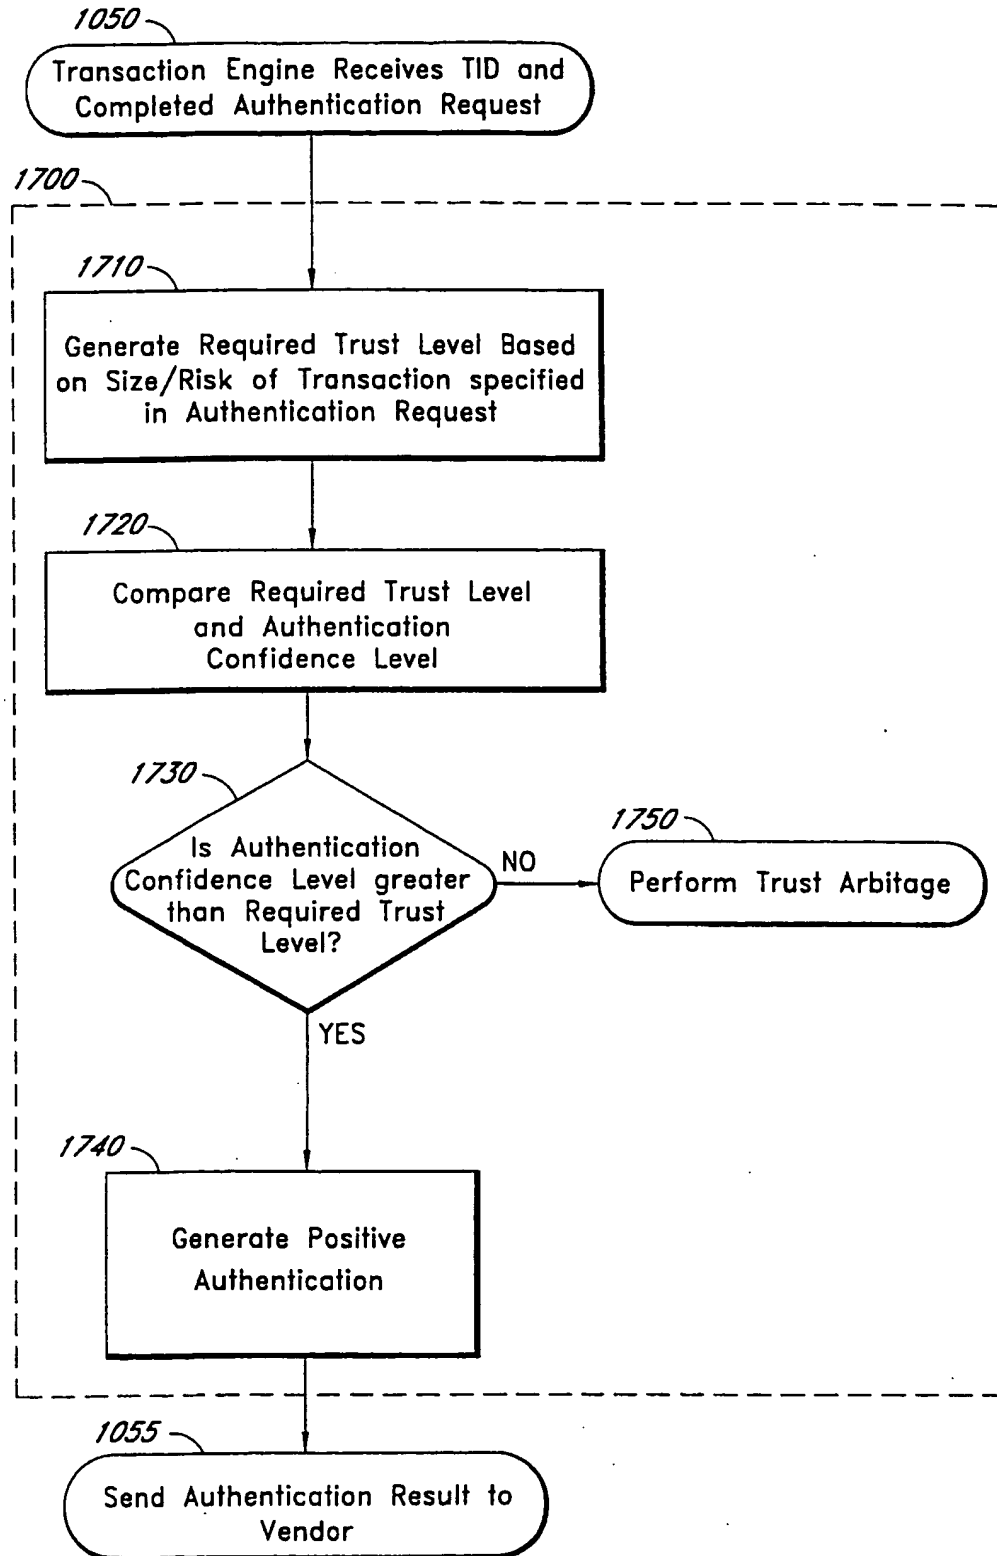 1050
Transaction Engine Receives TID and
Completed Authentication Request
1700
1710
Generate Required Trust Level Based
on Size/Risk of Transaction specified
in Authentication Request
1720
Compare Required Trust Level
and Authentication
Confidence Level
1730
Is Authentication
Confidence Level greater
than Required Trust
Level?
NO
1750
Perform Trust Arbitage
YES
1740
Generate Positive
Authentication
1055
Send Authentication Result to
Vendor